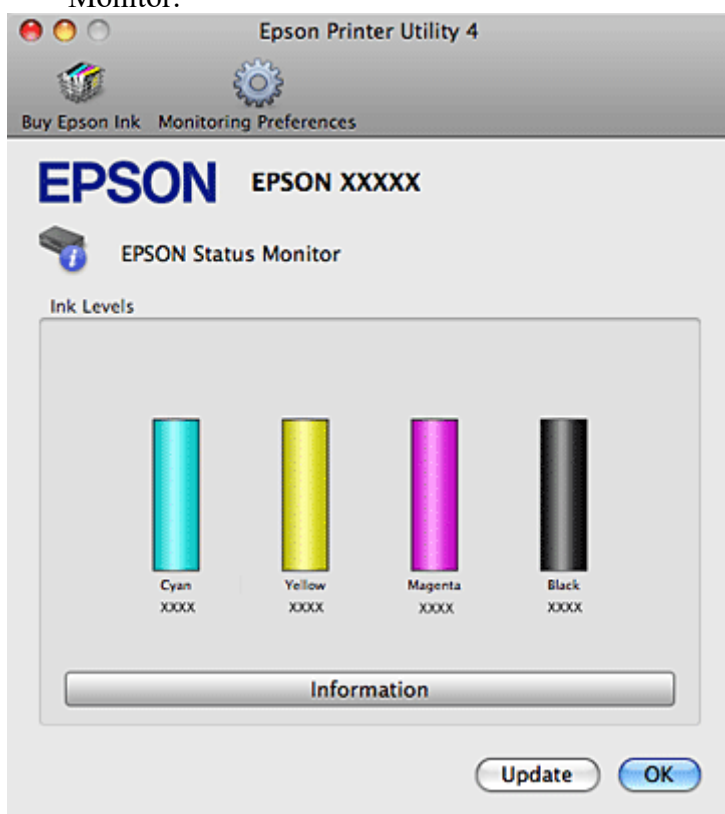 Monitor.
Epson Printer Utility 4
Buy Epson Ink Monitoring Preferences
EPSON EPSON XXXXX
EPSON Status Monitor
Ink Levels
Cyan Yellow Magenta Black
XXXX XXXX XXXX XXXX
Information
Update OK